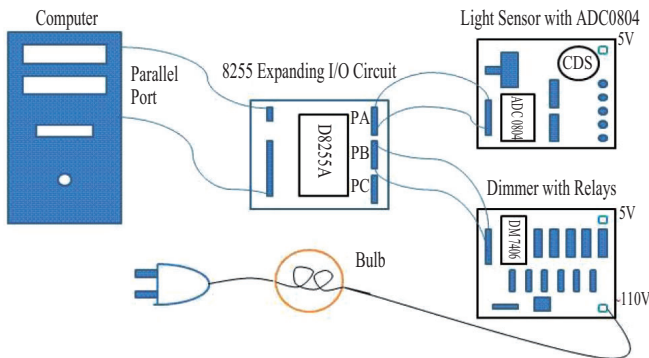 Computer
Parallel
Port
8255 Expanding I/O Circuit
D8255A
PA
PB
PC
Light Sensor with ADC0804
5V
CDS
ADC 0804
Dimmer with Relays
5V
DM 7406
~110V
Bulb